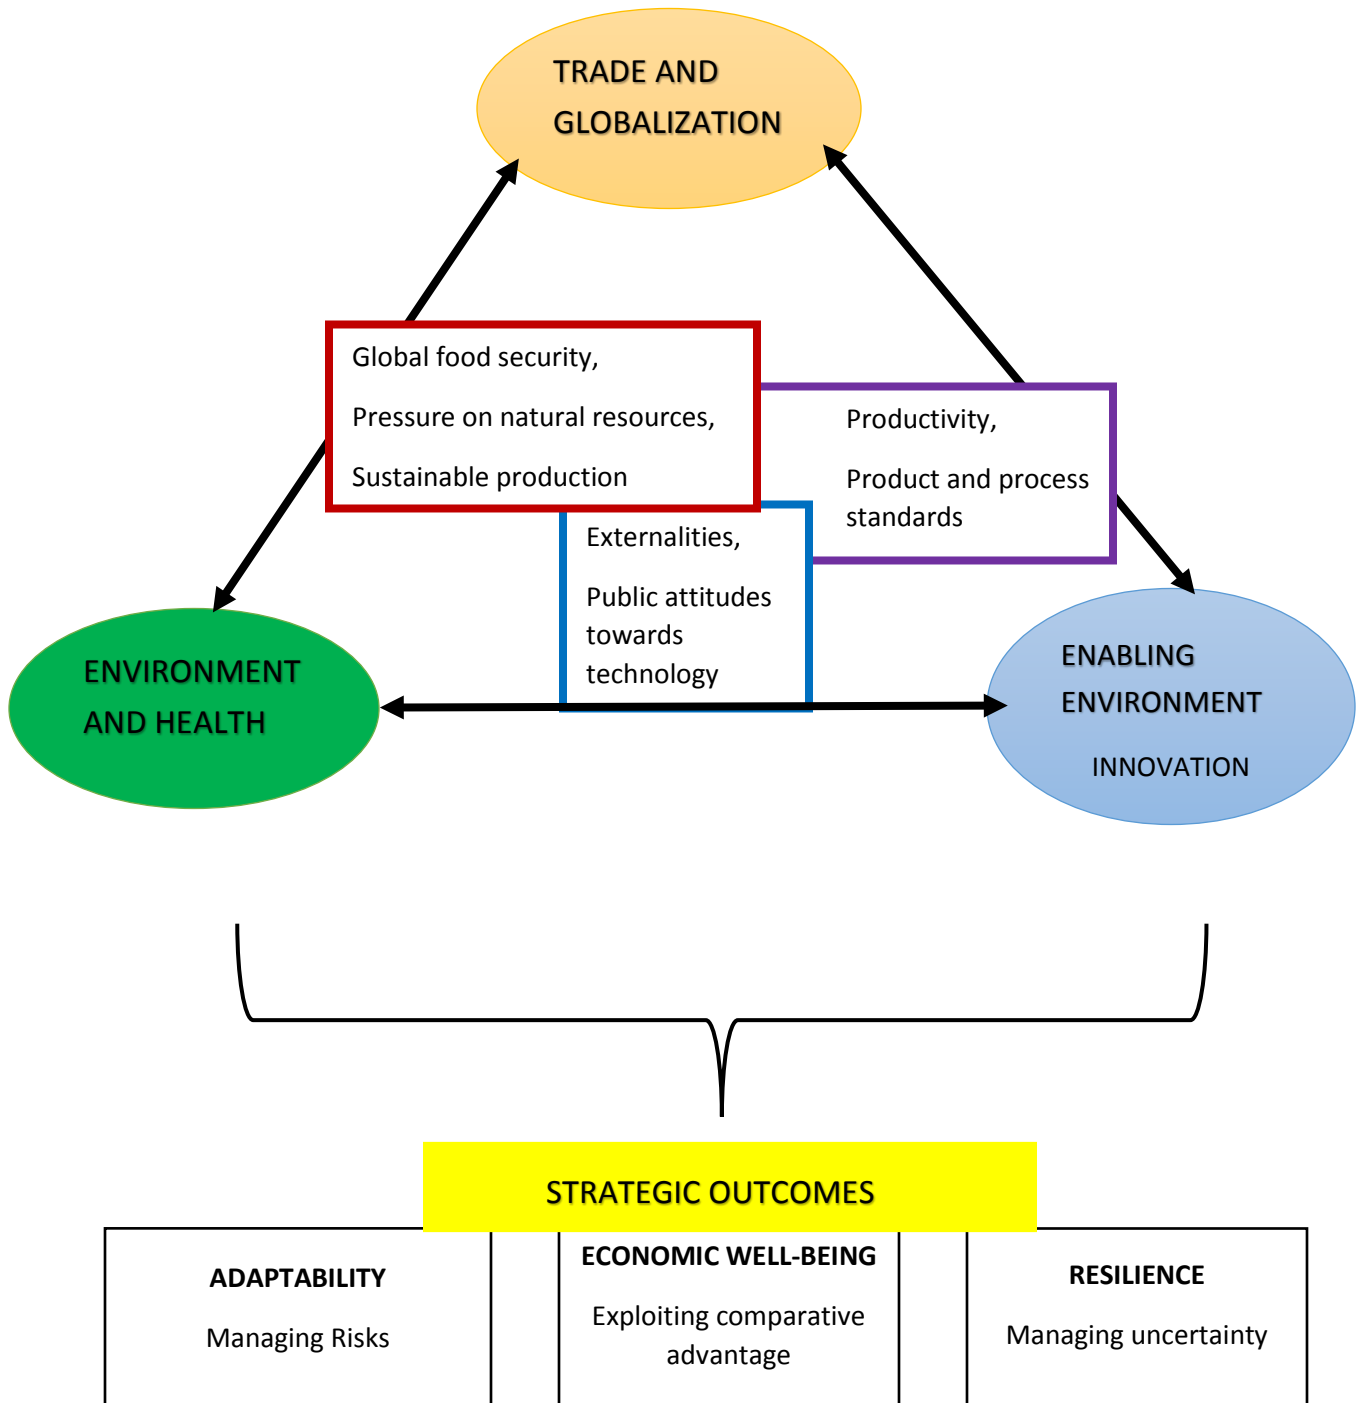 TRADE AND
GLOBALIZATION
Global food security,
Pressure on natural resources,
Sustainable production
Productivity,
Product and process
standards
Externalities,
Public attitudes
towards
technology
ENVIRONMENT
AND HEALTH
ENABLING
ENVIRONMENT
INNOVATION
STRATEGIC OUTCOMES
ADAPTABILITY
Managing Risks
ECONOMIC WELL-BEING
Exploiting comparative
advantage
RESILIENCE
Managing uncertainty